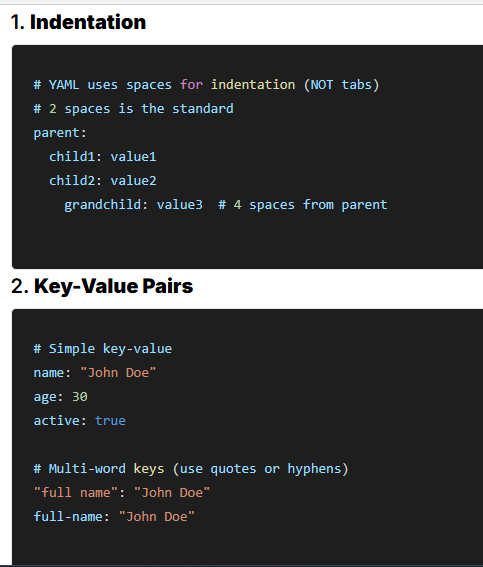 1. Indentation
# YAML uses spaces for indentation (NOT tabs)
# 2 spaces is the standard
parent:
  child1: value1
  child2: value2
    grandchild: value3  # 4 spaces from parent
2. Key-Value Pairs
# Simple key-value
name: "John Doe"
age: 30
active: true
# Multi-word keys (use quotes or hyphens)
"full name": "John Doe"
full-name: "John Doe"